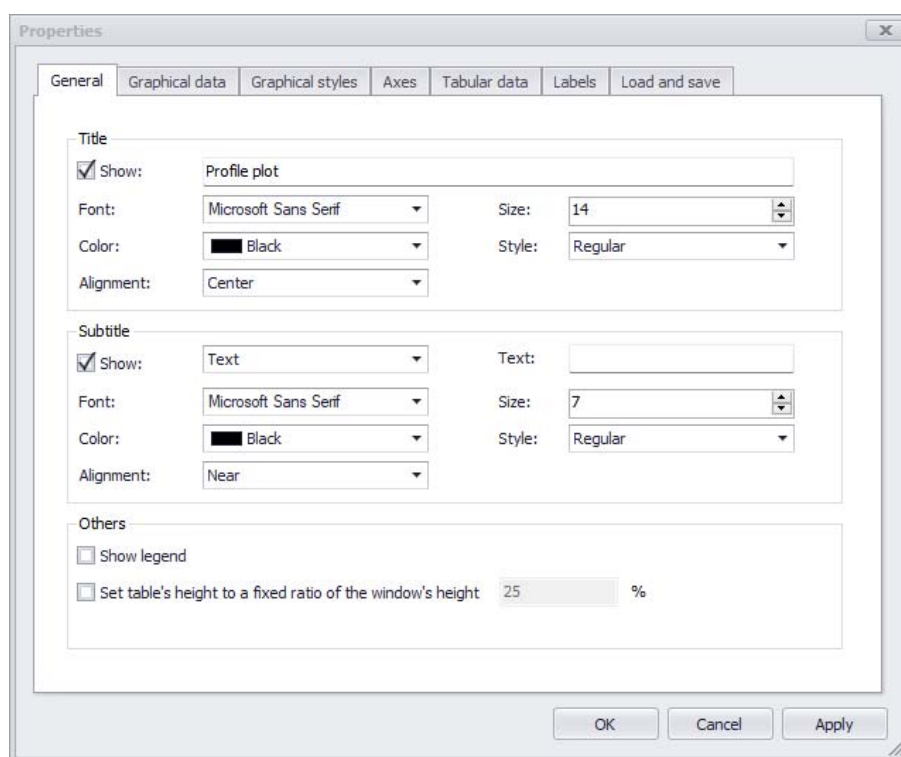 Properties
General Graphical data Graphical styles Axes Tabular data Labels Load and save
Title
Show: Profile plot
Font: Microsoft Sans Serif Size: 14
Color: Black Style: Regular
Alignment: Center
Subtitle
Show: Text Text:
Font: Microsoft Sans Serif Size: 7
Color: Black Style: Regular
Alignment: Near
Others
Show legend
Set table's height to a fixed ratio of the window's height 25 %
OK Cancel Apply